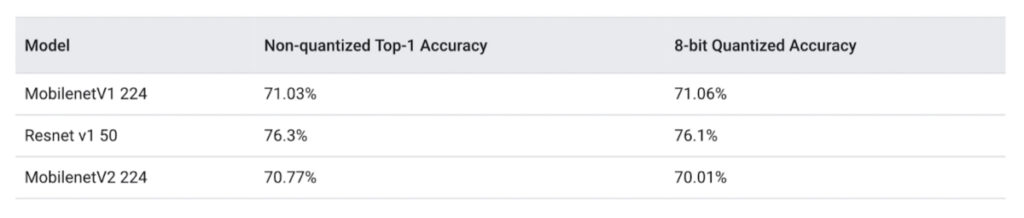 Model Non-quantized Top-1 Accuracy 8-bit Quantized Accuracy
MobilenetV1 224 71.03% 71.06%
Resnet v1 50 76.3% 76.1%
MobilenetV2 224 70.77% 70.01%